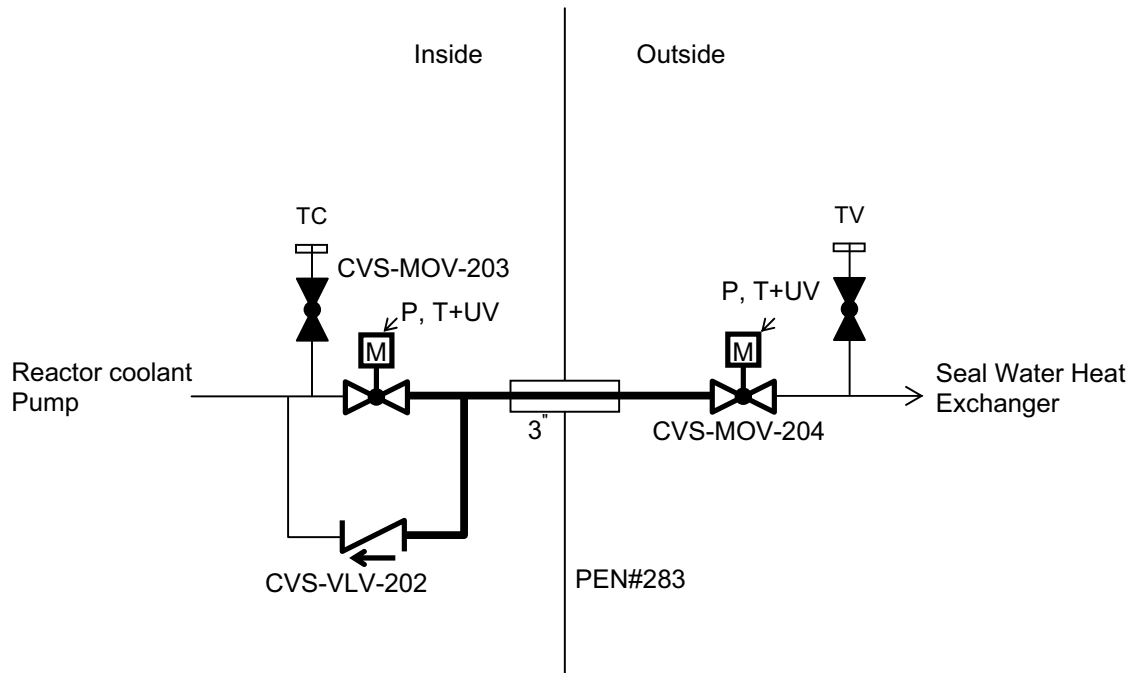 Inside
Outside
TC
TV
CVS-MOV-203
P, T+UV
P, T+UV
M
M
Reactor coolant
Pump
Seal Water Heat
Exchanger
3"
CVS-MOV-204
CVS-VLV-202
PEN#283